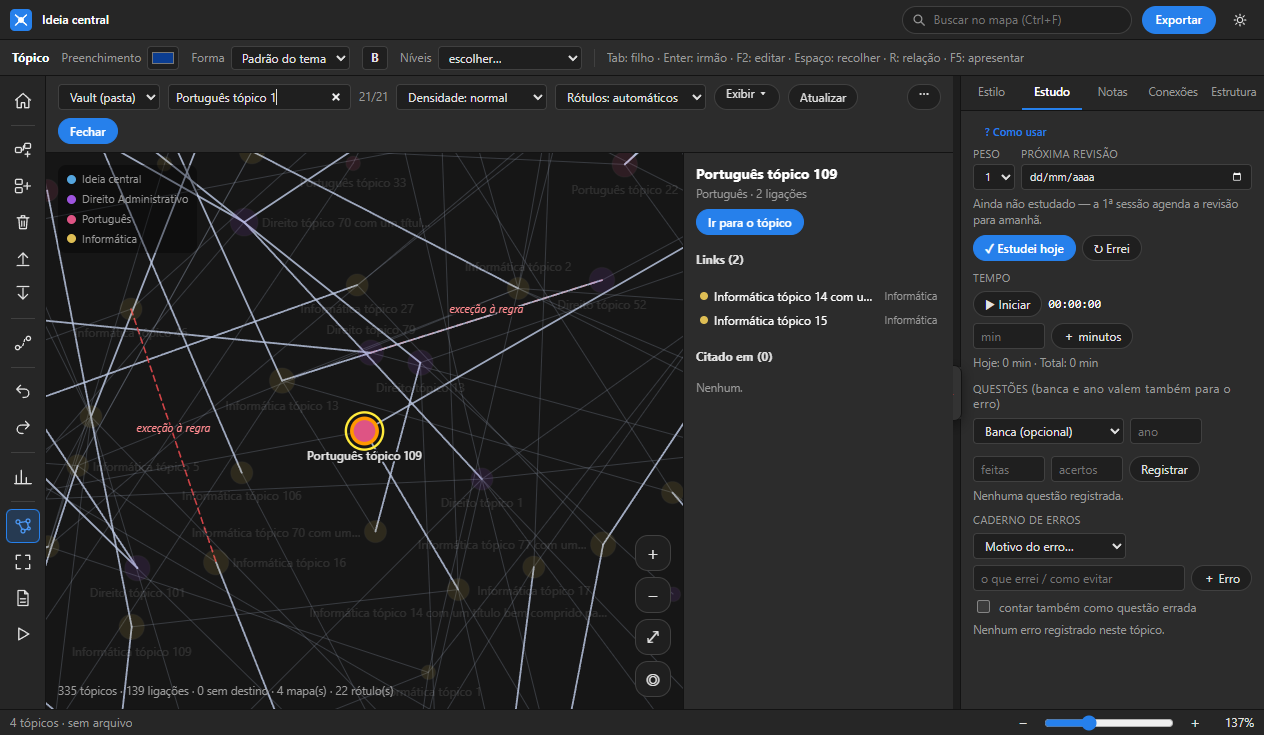 Ideia central
Buscar no mapa (Ctrl+F)
Exportar
Tópico
Preenchimento
Forma
Padrão do tema
B
Níveis
escolher...
Tab: filho · Enter: irmão · F2: editar · Espaço: recolher · R: relação · F5: apresentar
Vault (pasta)
Português tópico 1
21/21
Densidade: normal
Rótulos: automáticos
Exibir
Atualizar
...
Fechar
Ideia central
Direito Administrativo
Português
Informática
Português tópico 33
Português tópico 22
Direito tópico 70 com um títul...
Informática tópico 2
Direito tópico 52
Informática tópico 27
exceção à regra
Direito tópico 79
Informática tópico 13
exceção à regra
Português tópico 109
Informática tópico 5
Informática tópico 106
Direito tópico 1
Informática tópico 70 com um...
Informática tópico 77 com um...
Informática tópico 16
Direito tópico 101
Informática tópico 17
Informática tópico 14 com um título bem comprido pa...
Informática tópico 109
335 tópicos · 139 ligações · 0 sem destino · 4 mapa(s) · 22 rótulo(s)
Português tópico 109
Português · 2 ligações
Ir para o tópico
Links (2)
Informática tópico 14 com u... Informática
Informática tópico 15 Informática
Citado em (0)
Nenhum.
Estilo
Estudo
Notas
Conexões
Estrutura
? Como usar
PESO
PRÓXIMA REVISÃO
1
dd/mm/aaaa
Ainda não estudado — a 1ª sessão agenda a revisão
para amanhã.
✓ Estudei hoje
↻ Errei
TEMPO
▶ Iniciar
00:00:00
min
+ minutos
Hoje: 0 min · Total: 0 min
QUESTÕES (banca e ano valem também para o
erro)
Banca (opcional)
ano
feitas
acertos
Registrar
Nenhuma questão registrada.
CADERNO DE ERROS
Motivo do erro...
o que errei / como evitar
+ Erro
contar também como questão errada
Nenhum erro registrado neste tópico.
4 tópicos · sem arquivo
137%